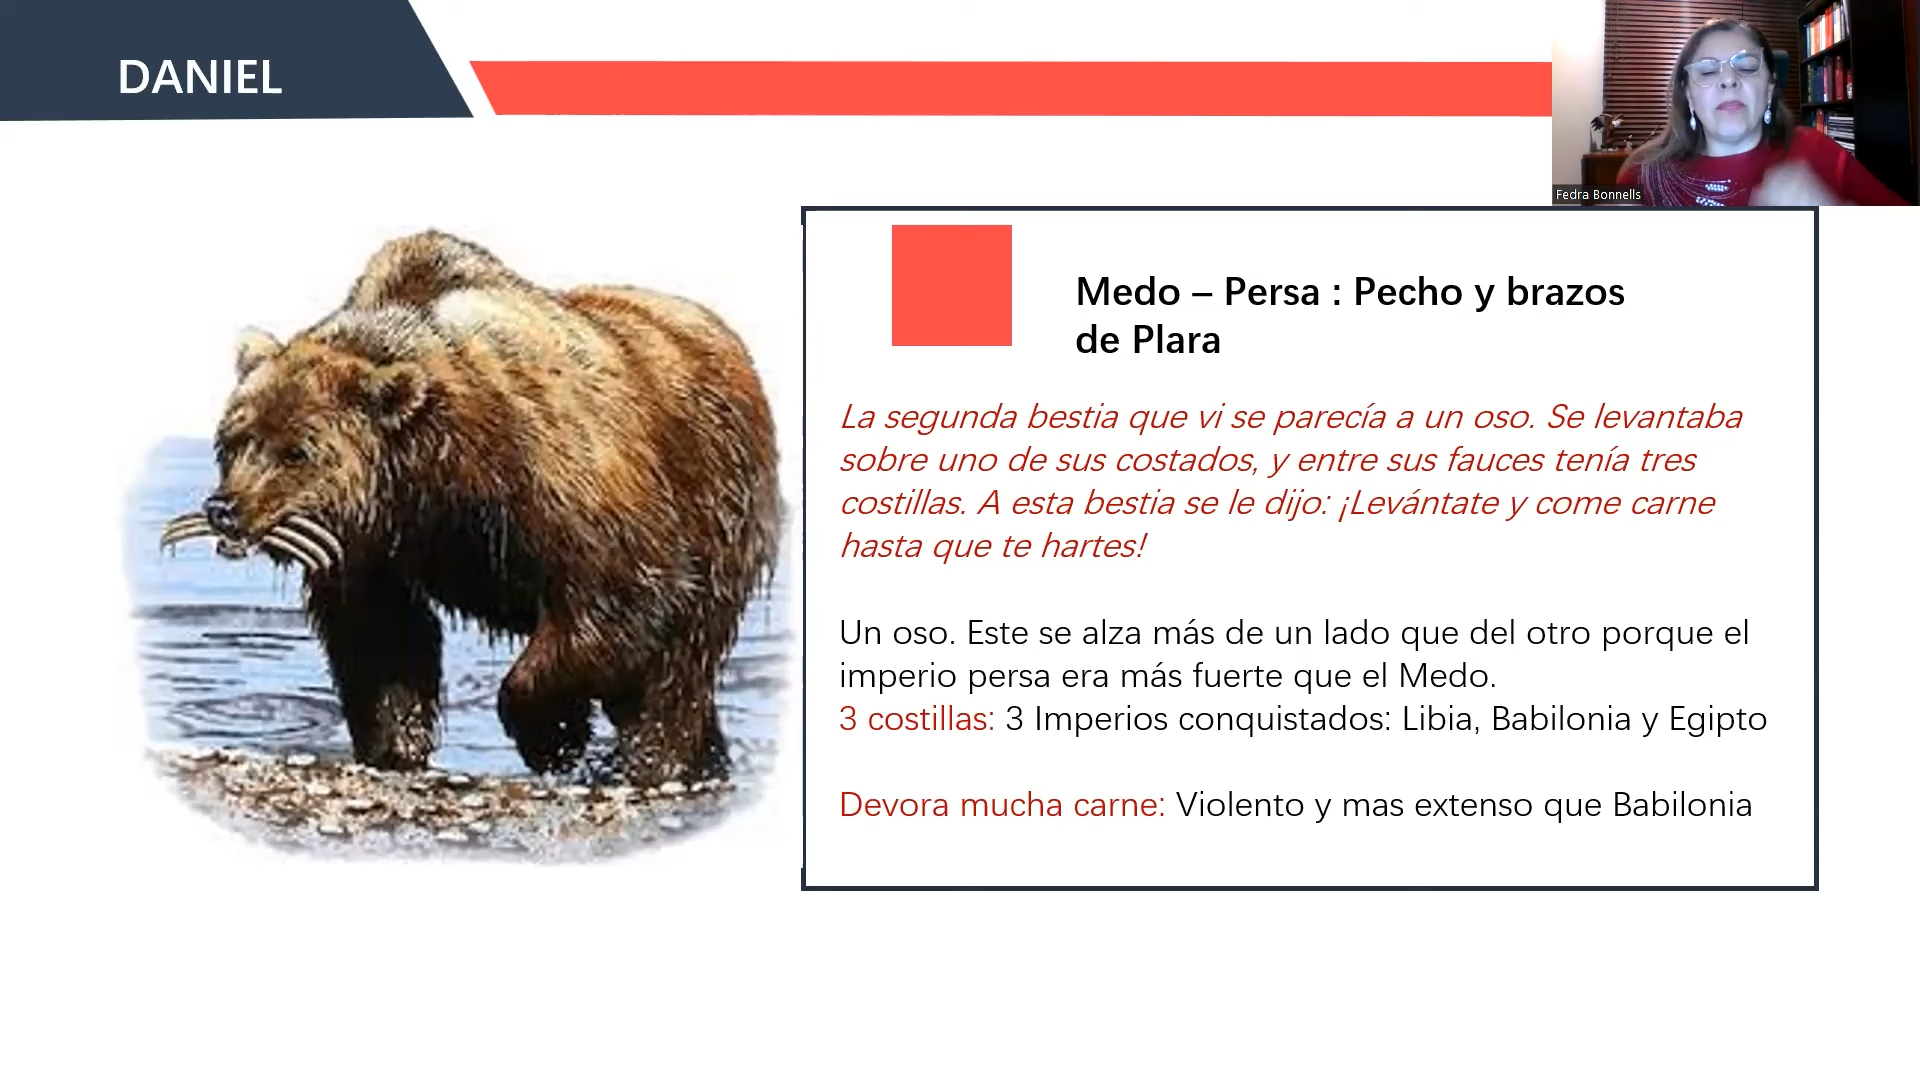 DANIEL
Fedra Bonnells
Medo – Persa : Pecho y brazos
de Plara
La segunda bestia que vi se parecía a un oso. Se levantaba
sobre uno de sus costados, y entre sus fauces tenía tres
costillas. A esta bestia se le dijo: ¡Levántate y come carne
hasta que te hartes!
Un oso. Este se alza más de un lado que del otro porque el
imperio persa era más fuerte que el Medo.
3 costillas: 3 Imperios conquistados: Libia, Babilonia y Egipto
Devora mucha carne: Violento y mas extenso que Babilonia